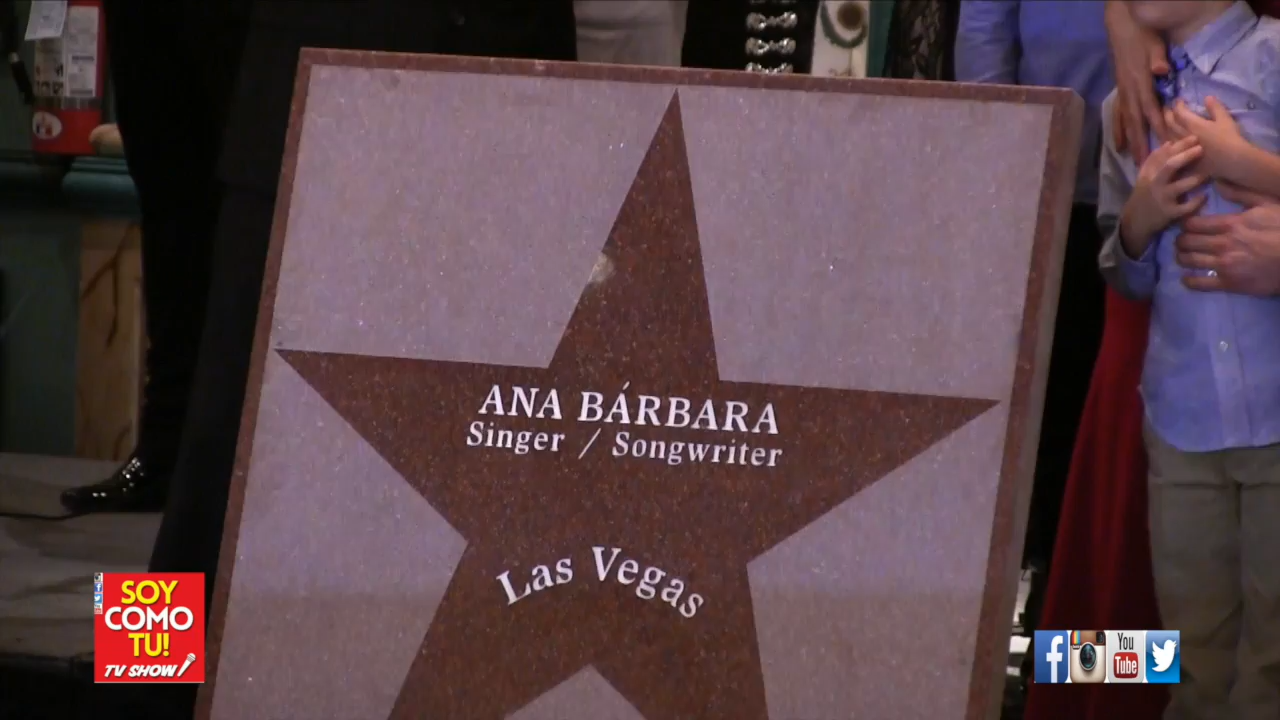 ANA BÁRBARA
Singer / Songwriter
Las Vegas
SOY
COMO
TU!
TV SHOW
You
Tube